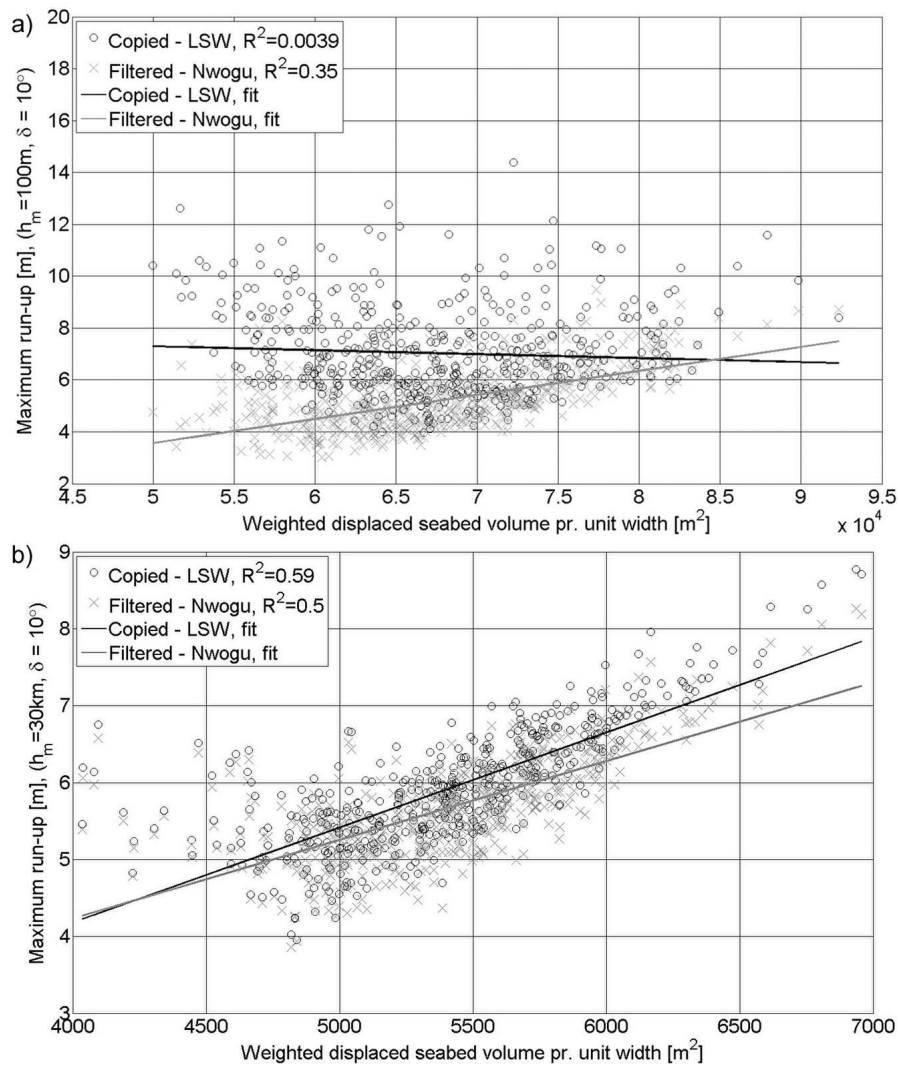 a)
20
18
16
14
12
10
8
6
4
2
Maximum run-up [m], (h_m=100m, δ = 10°)
Copied - LSW, R²=0.0039
Filtered - Nwogu, R²=0.35
Copied - LSW, fit
Filtered - Nwogu, fit
4.5 5 5.5 6 6.5 7 7.5 8 8.5 9 9.5
x 10⁴
Weighted displaced seabed volume pr. unit width [m²]
b)
9
8
7
6
5
4
3
Maximum run-up [m], (h_m=30km, δ = 10°)
Copied - LSW, R²=0.59
Filtered - Nwogu, R²=0.5
Copied - LSW, fit
Filtered - Nwogu, fit
4000 4500 5000 5500 6000 6500 7000
Weighted displaced seabed volume pr. unit width [m²]